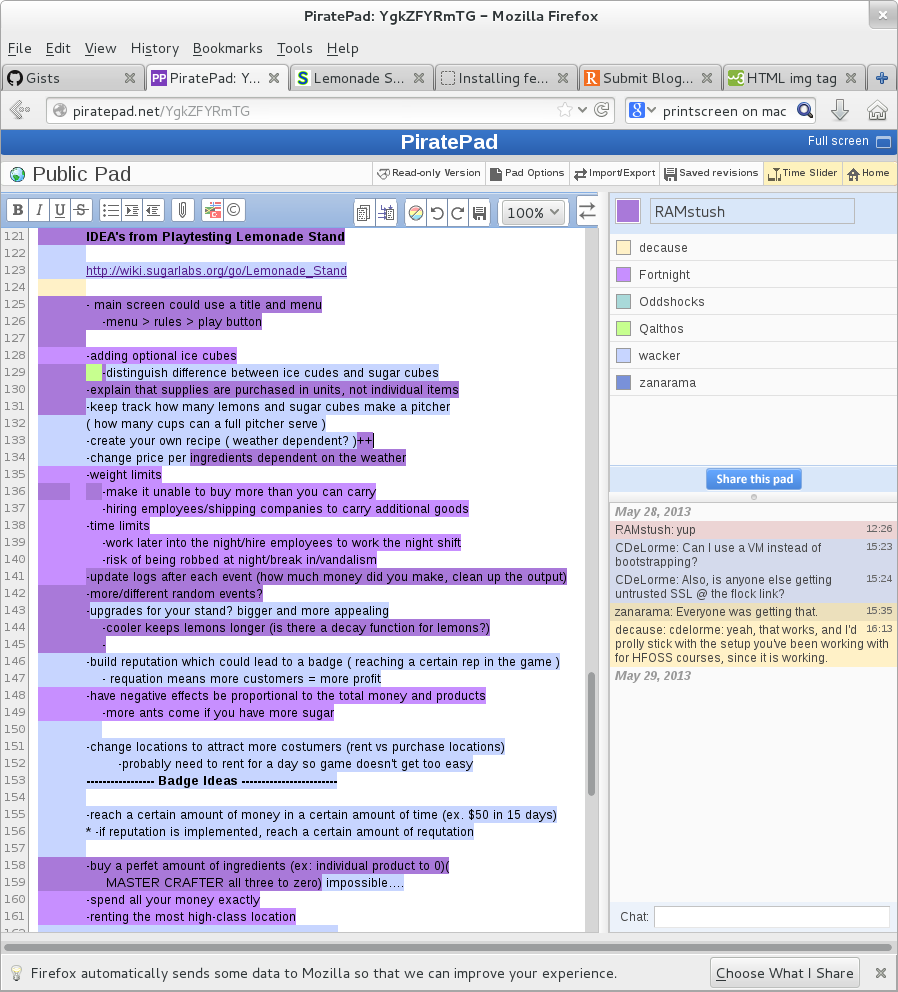 PiratePad: YgkZFYRmTG – Mozilla Firefox
File Edit View History Bookmarks Tools Help
Gists
PP PiratePad: Y...
S Lemonade S...
Installing fe...
R Submit Blog...
w3 HTML img tag
piratepad.net/YgkZFYRmTG
8 printscreen on mac
PiratePad
Full screen
Public Pad
Read-only Version
Pad Options
Import/Export
Saved revisions
Time Slider
Home
B I U S
©
100%
121 IDEA's from Playtesting Lemonade Stand
122
123 http://wiki.sugarlabs.org/go/Lemonade_Stand
124
125 - main screen could use a title and menu
126 -menu > rules > play button
127
128 -adding optional ice cubes
129 -distinguish difference between ice cudes and sugar cubes
130 -explain that supplies are purchased in units, not individual items
131 -keep track how many lemons and sugar cubes make a pitcher
132 ( how many cups can a full pitcher serve )
133 -create your own recipe ( weather dependent? )++
134 -change price per ingredients dependent on the weather
135 -weight limits
136 -make it unable to buy more than you can carry
137 -hiring employees/shipping companies to carry additional goods
138 -time limits
139 -work later into the night/hire employees to work the night shift
140 -risk of being robbed at night/break in/vandalism
141 -update logs after each event (how much money did you make, clean up the output)
142 -more/different random events?
143 -upgrades for your stand? bigger and more appealing
144 -cooler keeps lemons longer (is there a decay function for lemons?)
145 -
146 -build reputation which could lead to a badge ( reaching a certain rep in the game )
147 - requation means more customers = more profit
148 -have negative effects be proportional to the total money and products
149 -more ants come if you have more sugar
150
151 -change locations to attract more costumers (rent vs purchase locations)
152 -probably need to rent for a day so game doesn't get too easy
153 ----------------- Badge Ideas ------------------------
154
155 -reach a certain amount of money in a certain amount of time (ex. $50 in 15 days)
156 * -if reputation is implemented, reach a certain amount of requtation
157
158 -buy a perfet amount of ingredients (ex: individual product to 0)(
159 MASTER CRAFTER all three to zero) impossible....
160 -spend all your money exactly
161 -renting the most high-class location
RAMstush
decause
Fortnight
Oddshocks
Qalthos
wacker
zanarama
Share this pad
May 28, 2013
RAMstush: yup 12:26
CDeLorme: Can I use a VM instead of 15:23
bootstrapping?
CDeLorme: Also, is anyone else getting 15:24
untrusted SSL @ the flock link?
zanarama: Everyone was getting that. 15:35
decause: cdelorme: yeah, that works, and I'd 16:13
prolly stick with the setup you've been working with
for HFOSS courses, since it is working.
May 29, 2013
Chat:
Firefox automatically sends some data to Mozilla so that we can improve your experience.
Choose What I Share